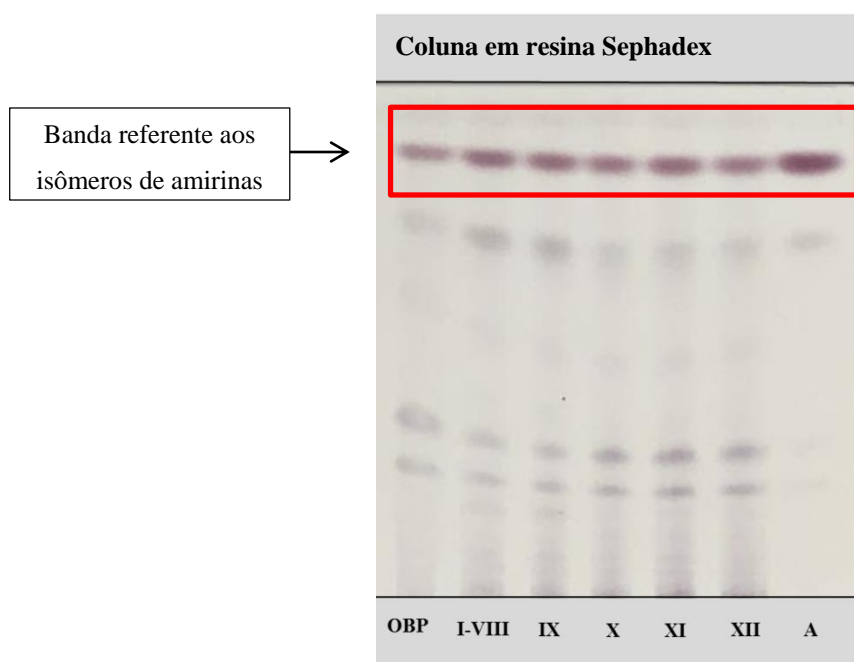 Coluna em resina Sephadex
Banda referente aos
isômeros de amirinas
OBP I-VIII IX X XI XII A